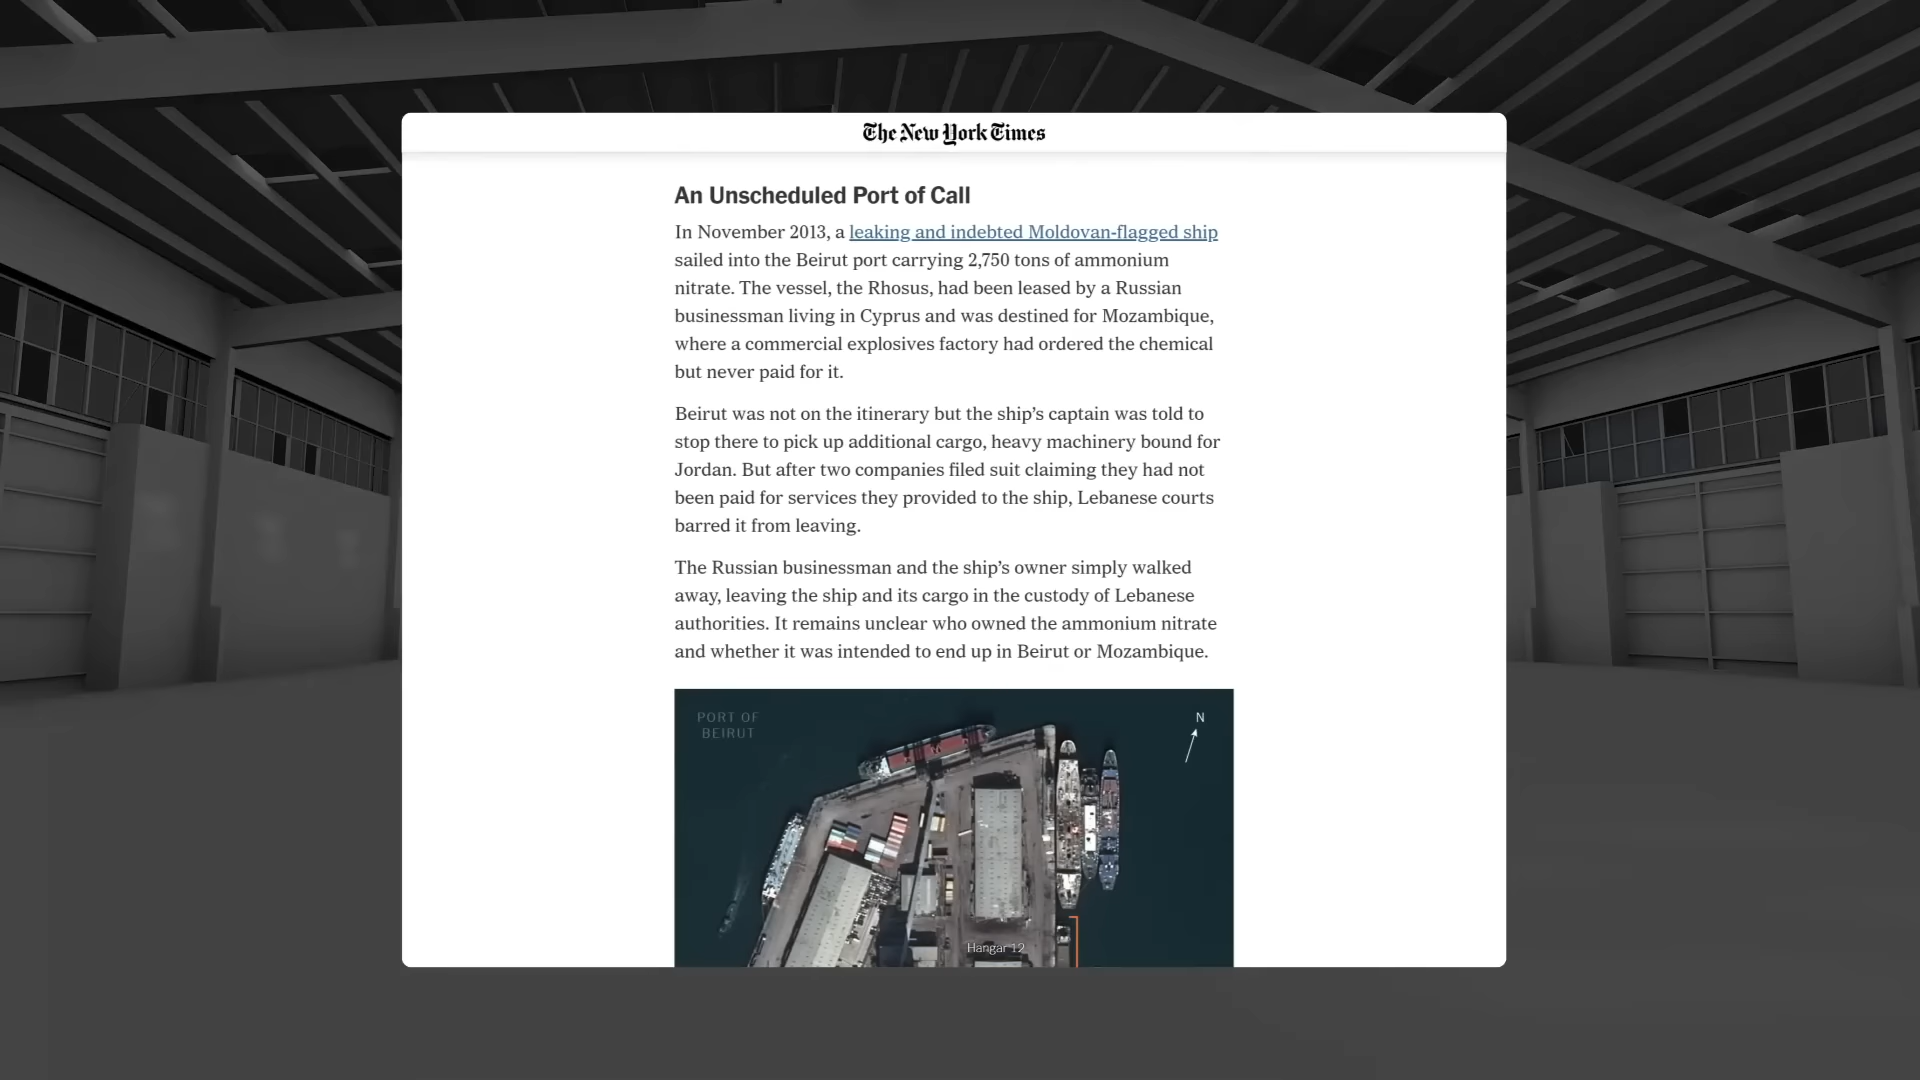 The New York Times
An Unscheduled Port of Call
In November 2013, a leaking and indebted Moldovan-flagged ship
sailed into the Beirut port carrying 2,750 tons of ammonium
nitrate. The vessel, the Rhosus, had been leased by a Russian
businessman living in Cyprus and was destined for Mozambique,
where a commercial explosives factory had ordered the chemical
but never paid for it.
Beirut was not on the itinerary but the ship’s captain was told to
stop there to pick up additional cargo, heavy machinery bound for
Jordan. But after two companies filed suit claiming they had not
been paid for services they provided to the ship, Lebanese courts
barred it from leaving.
The Russian businessman and the ship’s owner simply walked
away, leaving the ship and its cargo in the custody of Lebanese
authorities. It remains unclear who owned the ammonium nitrate
and whether it was intended to end up in Beirut or Mozambique.
PORT OF
BEIRUT
N
Hangar 12